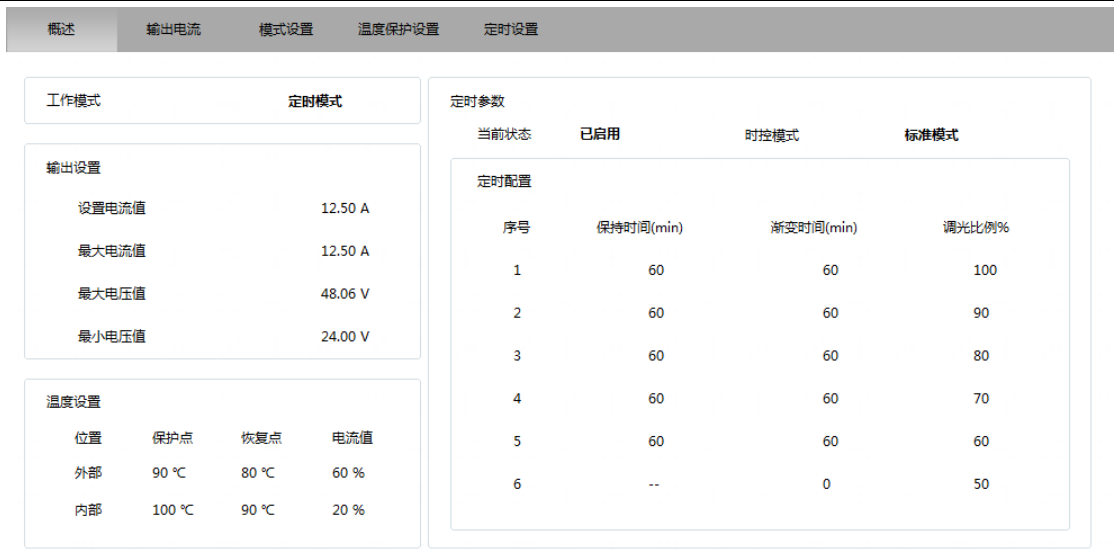 概述 输出电流 模式设置 温度保护设置 定时设置
工作模式 定时模式
输出设置
设置电流值 12.50 A
最大电流值 12.50 A
最大电压值 48.06 V
最小电压值 24.00 V
温度设置
位置 保护点 恢复点 电流值
外部 90 ℃ 80 ℃ 60 %
内部 100 ℃ 90 ℃ 20 %
定时参数
当前状态 已启用 时控模式 标准模式
定时配置
序号 保持时间(min) 渐变时间(min) 调光比例%
1 60 60 100
2 60 60 90
3 60 60 80
4 60 60 70
5 60 60 60
6 -- 0 50